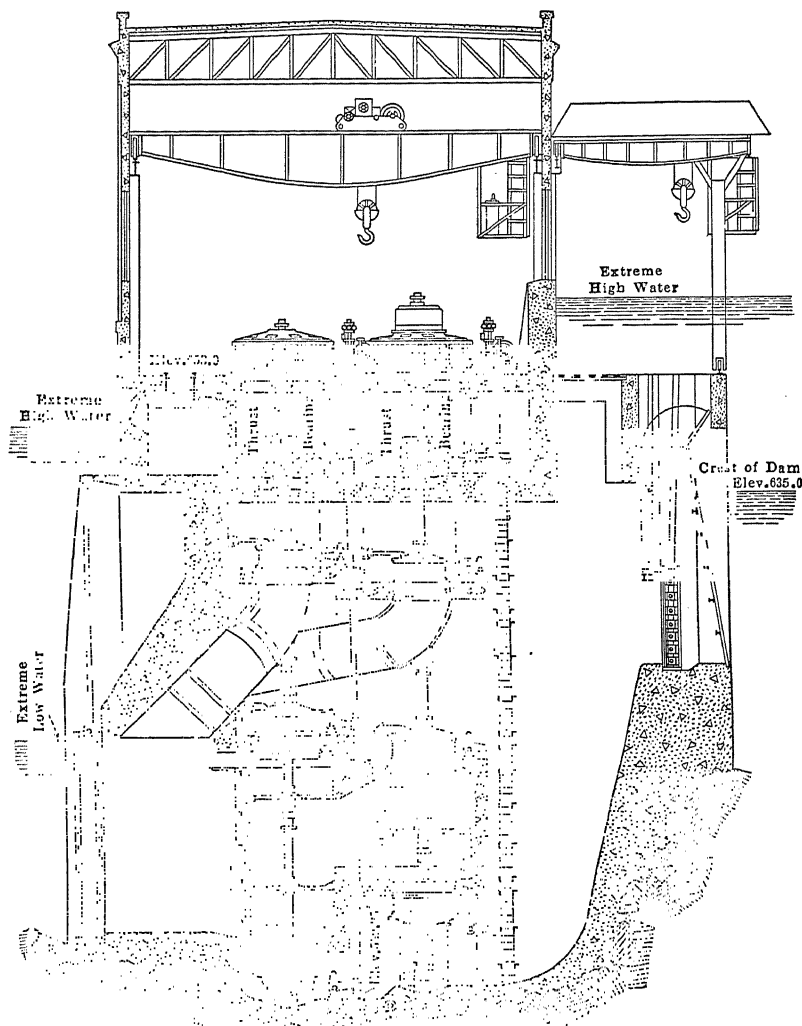 Extreme
High Water
Extreme
High Water
Thrust
Bearing
Thrust
Bearing
Crest of Dam
Elev.635.0
Extreme
Low Water